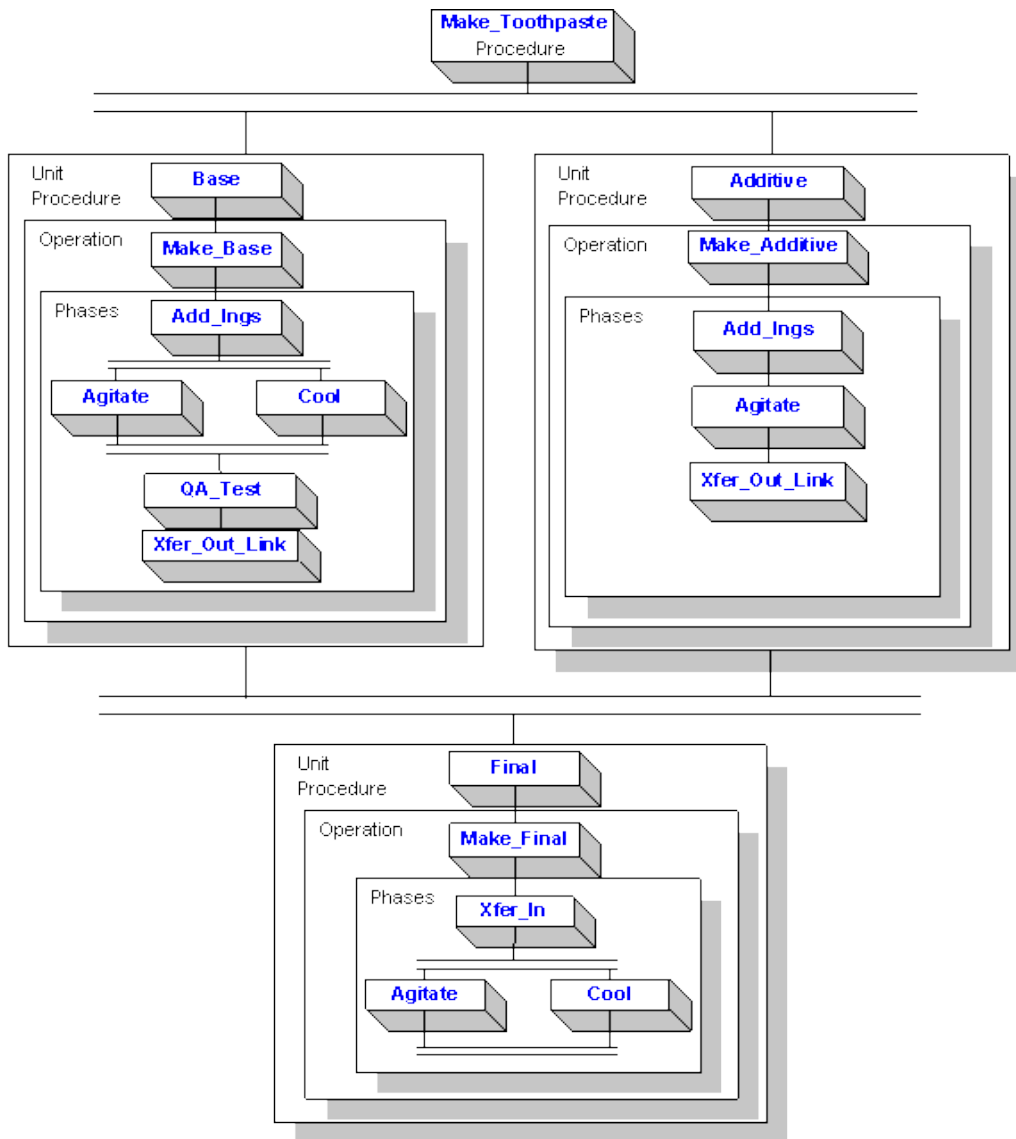 Make_Toothpaste
Procedure
Unit
Procedure
Base
Operation
Make_Base
Phases
Add_Ings
Agitate
Cool
QA_Test
Xfer_Out_Link
Unit
Procedure
Additive
Operation
Make_Additive
Phases
Add_Ings
Agitate
Xfer_Out_Link
Unit
Procedure
Final
Operation
Make_Final
Phases
Xfer_In
Agitate
Cool